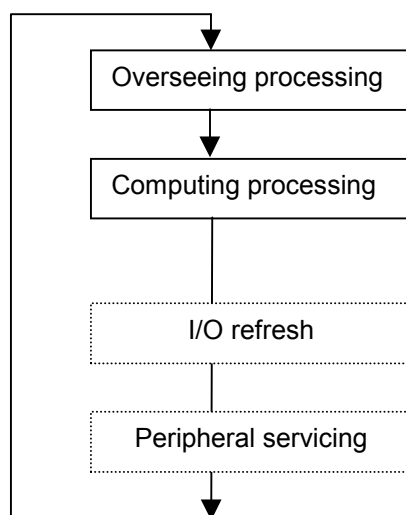 Overseeing processing
Computing processing
I/O refresh
Peripheral servicing